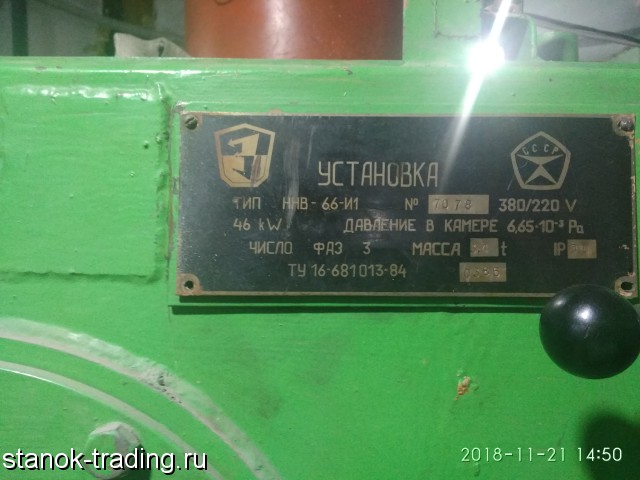 СССР
УСТАНОВКА
ТИП ННВ-66-И1 № 7078 380/220 V
46 kW. ДАВЛЕНИЕ В КАМЕРЕ 6,65·10⁻³ Pa
ЧИСЛО ФАЗ 3 МАССА t IP
ТУ 16-681013-84
stanok-trading.ru
2018-11-21 14:50